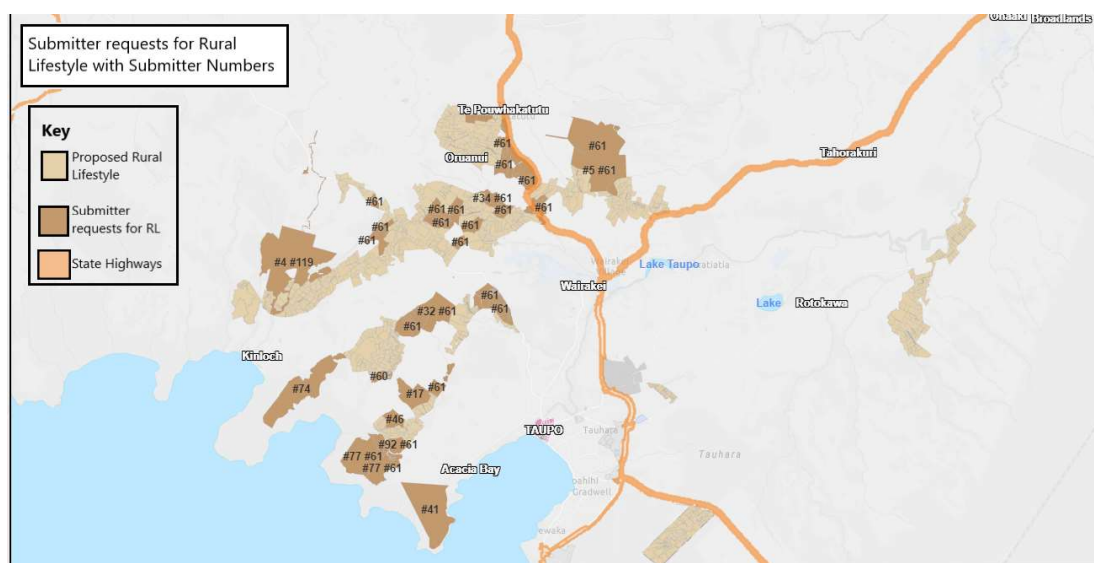 Submitter requests for Rural
Lifestyle with Submitter Numbers
Key
Proposed Rural
Lifestyle
Submitter
requests for RL
State Highways
Broadlands
Te Pouwhakatutu
#61
Oruanui
#61
#61
#61
#5 #61
Tahorakuri
#61
#34 #61
#61 #61
#61
#61
#61
#61
#61
#61
#61
#4 #119
Lake Taupo
Wairakei
#61
#61
Lake
Rotokawa
#32 #61
#61
Kinloch
#60
#74
#17
#61
#46
TAUPO
Tauhara
Tauhara
#92 #61
#77 #61
#77 #61
Acacia Bay
#41
Gradwell